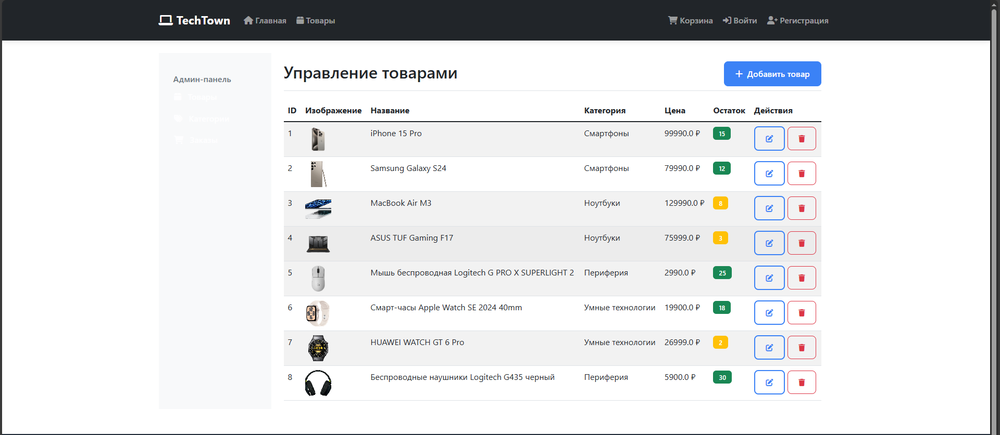 TechTown Главная Товары Корзина Войти Регистрация
Админ-панель
Товары
Категории
Заказы
Управление товарами
Добавить товар
ID Изображение Название Категория Цена Остаток Действия
1 iPhone 15 Pro Смартфоны 99990.0 ₽ 15
2 Samsung Galaxy S24 Смартфоны 79990.0 ₽ 12
3 MacBook Air M3 Ноутбуки 129990.0 ₽ 8
4 ASUS TUF Gaming F17 Ноутбуки 75999.0 ₽ 3
5 Мышь беспроводная Logitech G PRO X SUPERLIGHT 2 Периферия 2990.0 ₽ 25
6 Смарт-часы Apple Watch SE 2024 40mm Умные технологии 19900.0 ₽ 18
7 HUAWEI WATCH GT 6 Pro Умные технологии 26999.0 ₽ 2
8 Беспроводные наушники Logitech G435 черный Периферия 5900.0 ₽ 30